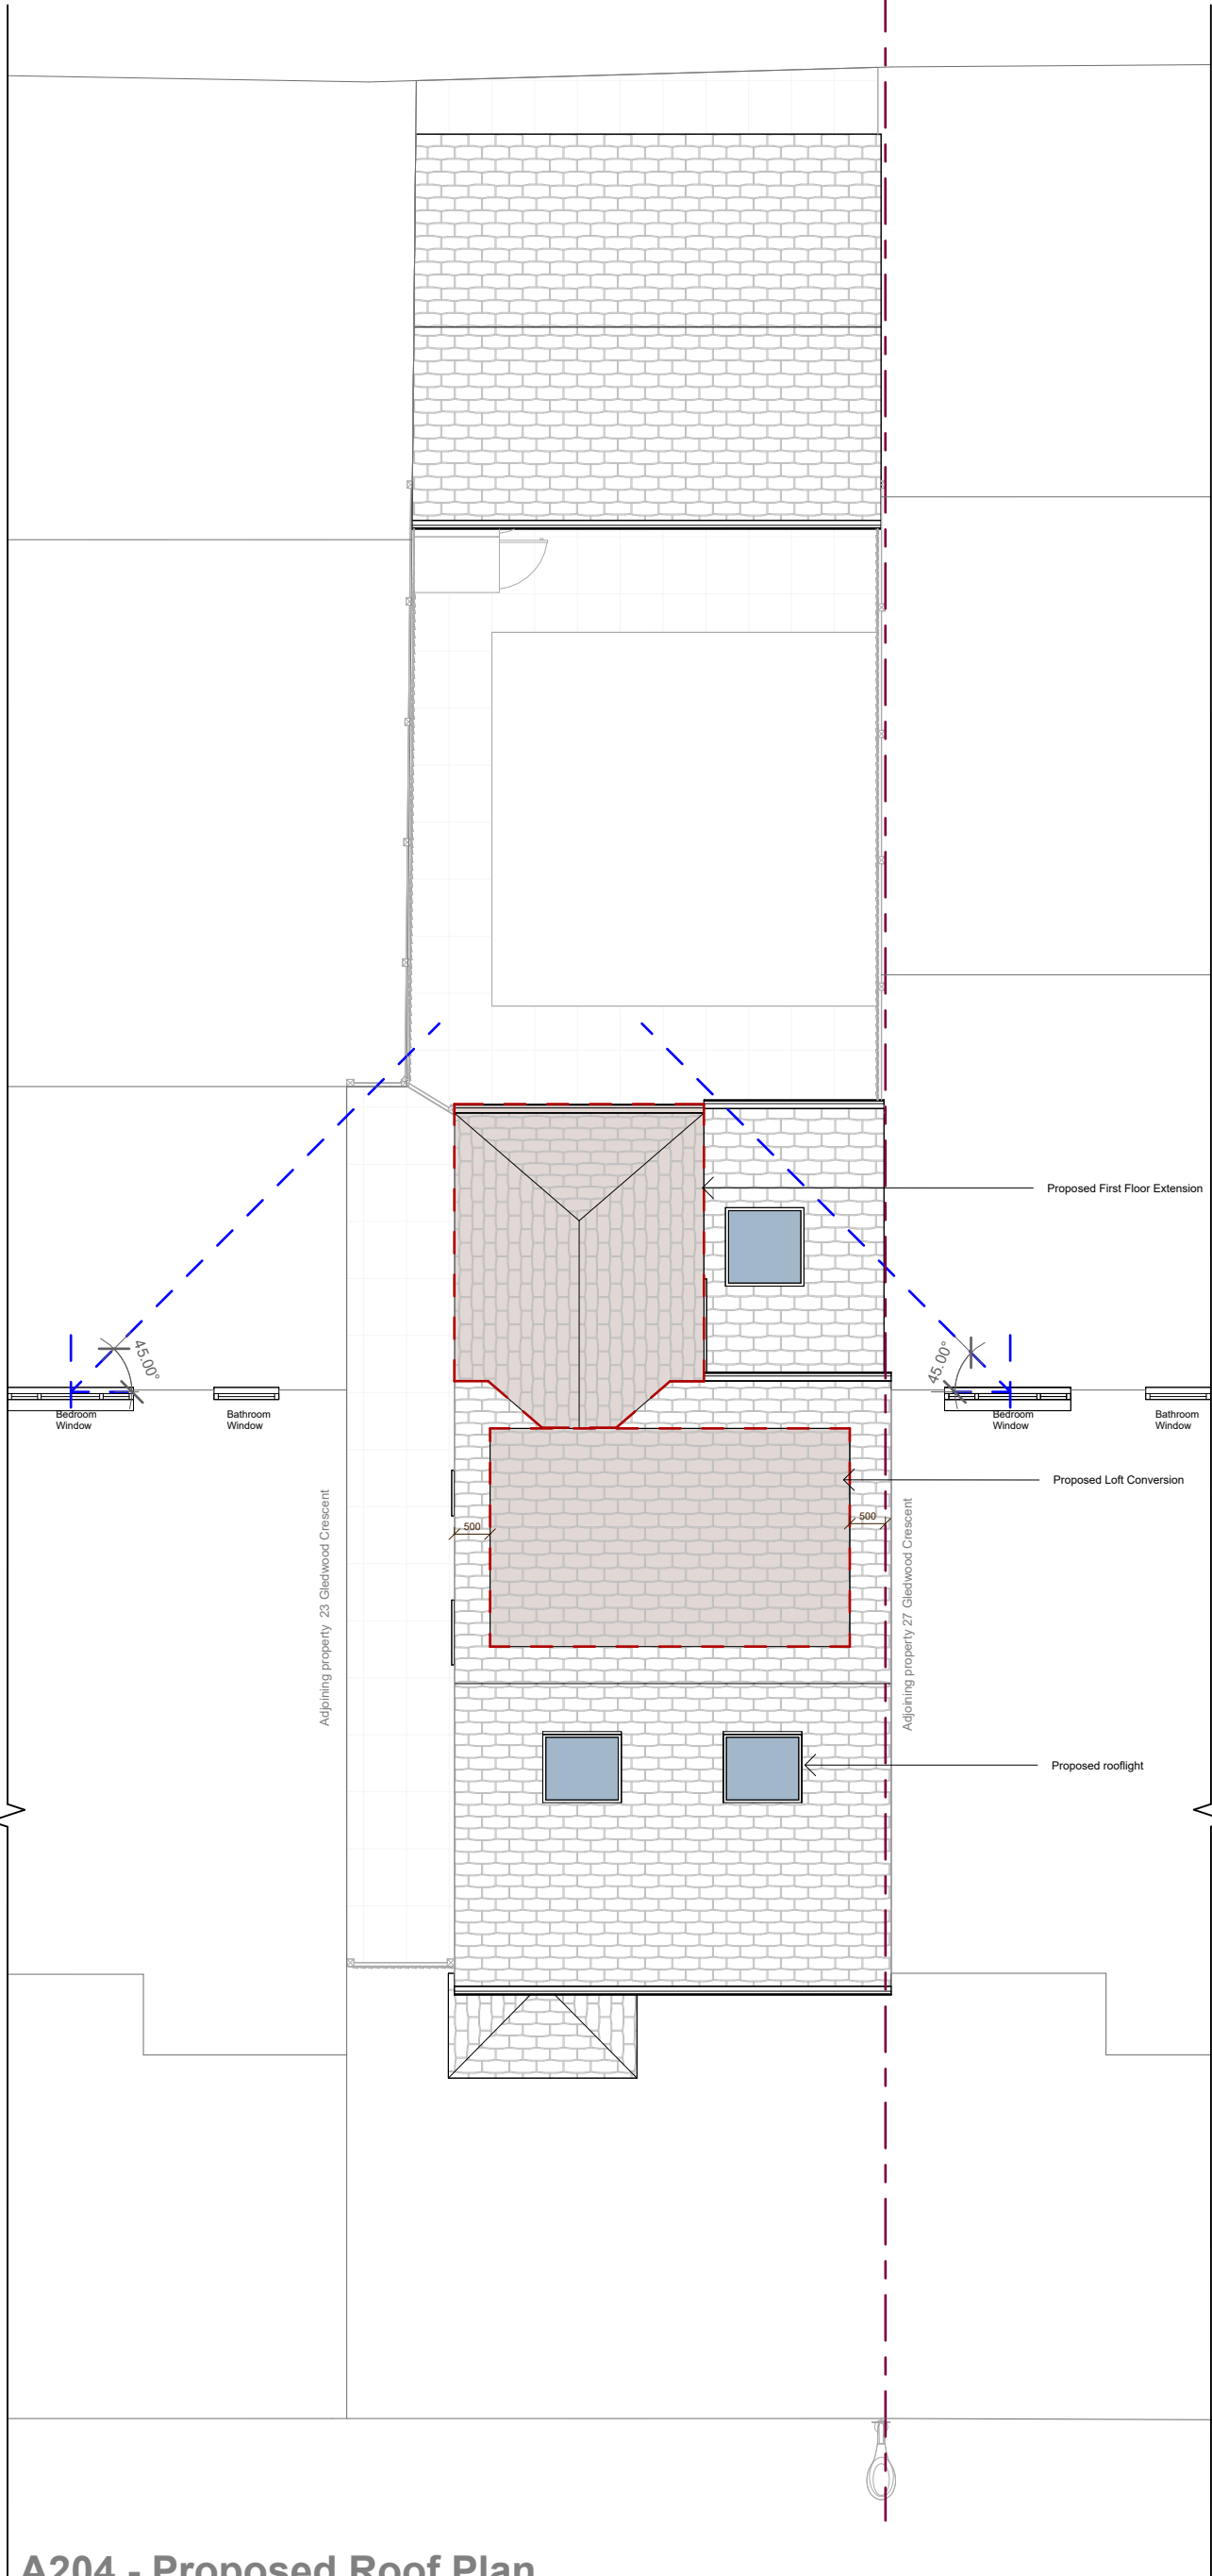 Proposed First Floor Extension
45.00°
45.00°
Bedroom
Window
Bathroom
Window
Bedroom
Window
Bathroom
Window
Proposed Loft Conversion
500
500
Adjoining property  23 Gledwood Crescent
Adjoining property 27 Gledwood Crescent
Proposed rooflight
A204 - Proposed Roof Plan